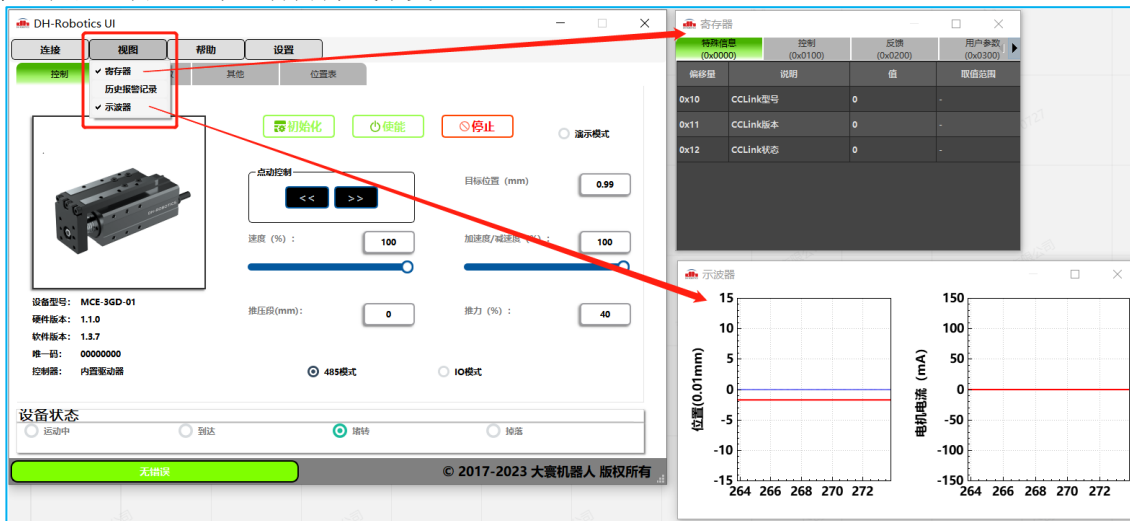 DH-Robotics UI
连接 视图 帮助 设置
控制 其他 位置表
寄存器
历史报警记录
示波器
初始化 使能 停止 演示模式
点动控制
<< >>
目标位置 (mm) 0.99
速度 (%) : 100 加速度/减速度 (%) : 100
推压段(mm): 0 推力 (%) : 40
设备型号: MCE-3GD-01
硬件版本: 1.1.0
软件版本: 1.3.7
唯一码: 00000000
控制器: 内置驱动器
485模式 IO模式
设备状态
运动中 到达 堵转 掉落
无错误 © 2017-2023 大寰机器人 版权所有
寄存器
特殊信息 (0x0000) 控制 (0x0100) 反馈 (0x0200) 用户参数 (0x0300)
偏移量 说明 值 取值范围
0x10 CCLink型号 0 -
0x11 CCLink版本 0 -
0x12 CCLink状态 0 -
示波器
位置(0.01mm)
15
10
5
0
-5
-10
-15
264 266 268 270 272
电机电流 (mA)
150
100
50
0
-50
-100
-150
264 266 268 270 272